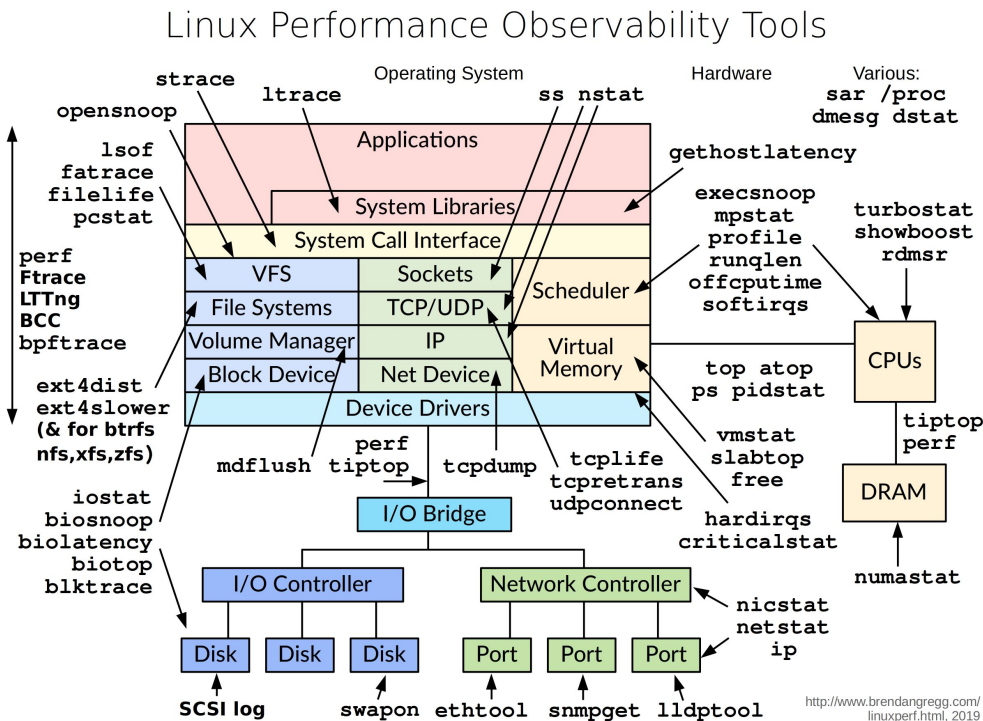 Linux Performance Observability Tools
Operating System
Hardware
Various:
sar /proc
dmesg dstat
strace
ltrace
ss nstat
opensnoop
lsof
fatrace
filelife
pcstat
perf
Ftrace
LTTng
BCC
bpftrace
ext4dist
ext4slower
(& for btrfs
nfs,xfs,zfs)
iostat
biosnoop
biolatency
biotop
blktrace
Applications
System Libraries
System Call Interface
VFS
Sockets
Scheduler
File Systems
TCP/UDP
Volume Manager
IP
Virtual
Memory
Block Device
Net Device
Device Drivers
gethostlatency
execsnoop
mpstat
profile
runqlen
offcputime
softirqs
turbostat
showboost
rdmsr
CPUs
top atop
ps pidstat
tiptop
perf
DRAM
numastat
vmstat
slabtop
free
hardirqs
criticalstat
mdflush
perf
tiptop
tcpdump
tcplife
tcpretrans
udpconnect
I/O Bridge
I/O Controller
Network Controller
nicstat
netstat
ip
Disk
Disk
Disk
Port
Port
Port
SCSI log
swapon
ethtool
snmpget
lldptool
http://www.brendangregg.com/
linuxperf.html, 2019